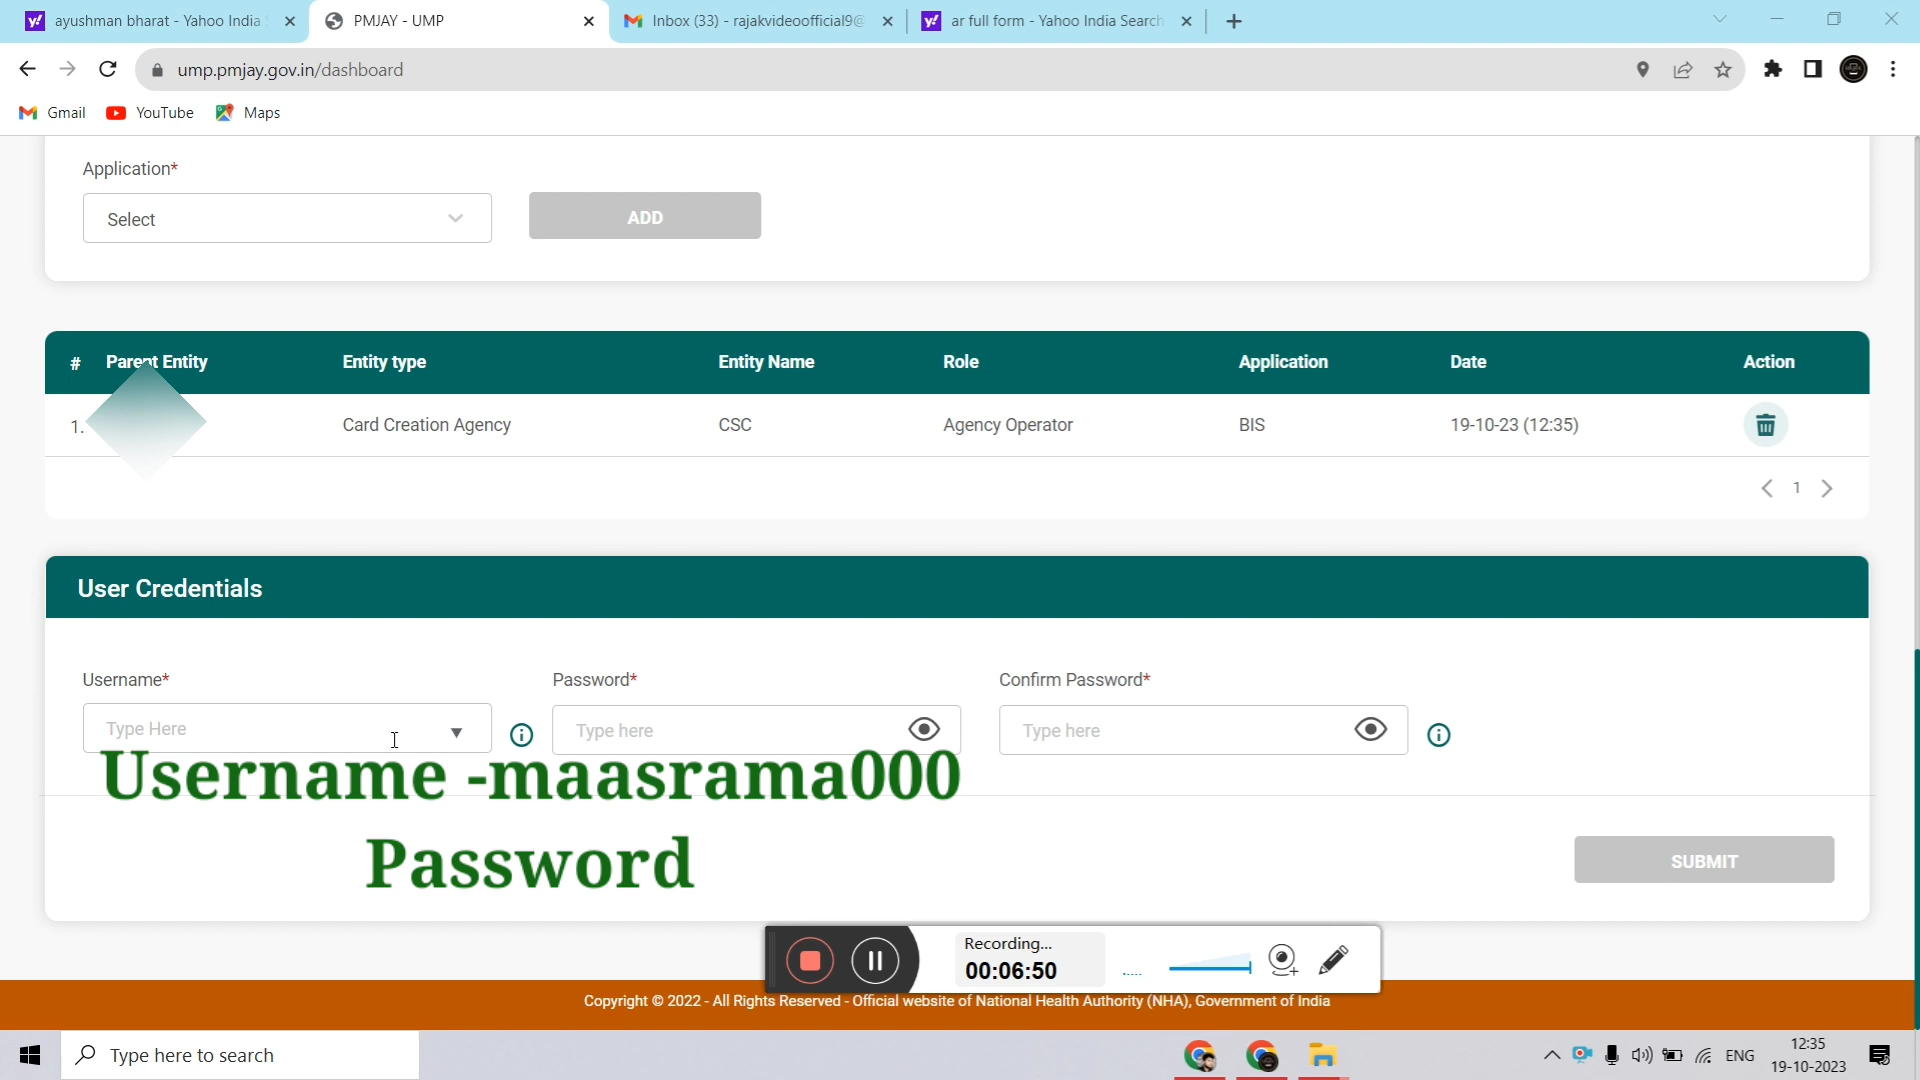 ayushman bharat - Yahoo India
PMJAY - UMP
Inbox (33) - rajakvideoofficial9@
ar full form - Yahoo India Search
ump.pmjay.gov.in/dashboard
Gmail
YouTube
Maps
Application*
Select
ADD
# Parent Entity Entity type Entity Name Role Application Date Action
1. Card Creation Agency CSC Agency Operator BIS 19-10-23 (12:35)
1
User Credentials
Username* Password* Confirm Password*
Type Here Type here Type here
Username -maasrama000
Password
SUBMIT
Recording...
00:06:50
Copyright © 2022 - All Rights Reserved - Official website of National Health Authority (NHA), Government of India
Type here to search
ENG
12:35
19-10-2023